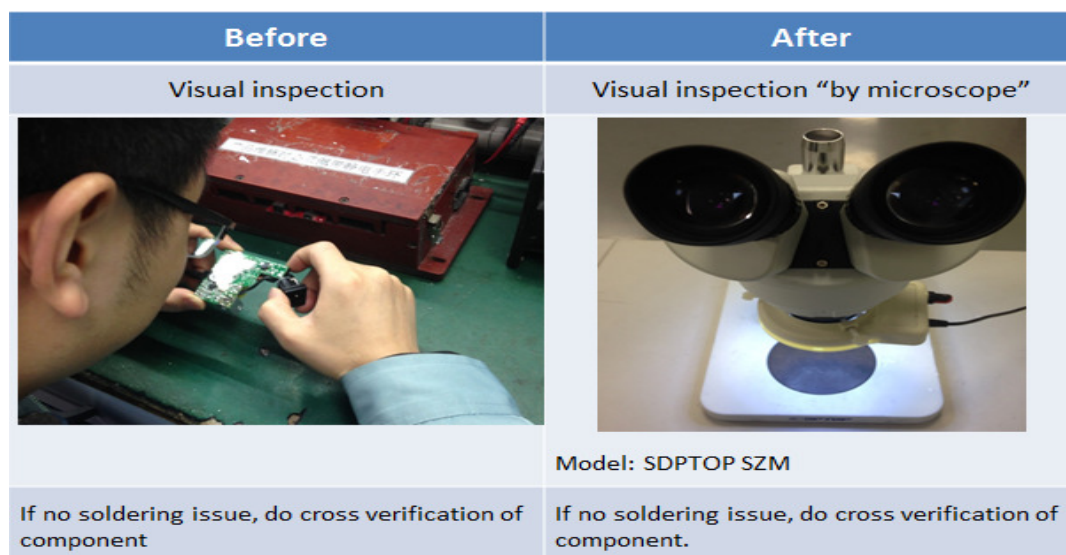 Before
After
Visual inspection
Visual inspection “by microscope”
Model: SDPTOP SZM
If no soldering issue, do cross verification of
component
If no soldering issue, do cross verification of
component.